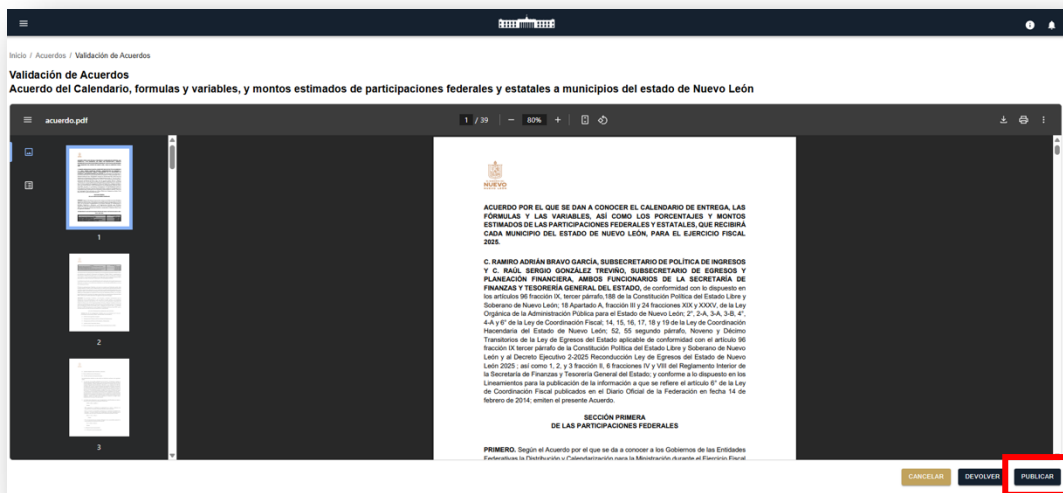 Inicio / Acuerdos / Validación de Acuerdos
Validación de Acuerdos
Acuerdo del Calendario, formulas y variables, y montos estimados de participaciones federales y estatales a municipios del estado de Nuevo León
acuerdo.pdf
1 / 39
80%
1
2
3
NUEVO
ACUERDO POR EL QUE SE DAN A CONOCER EL CALENDARIO DE ENTREGA, LAS
FÓRMULAS Y LAS VARIABLES, ASÍ COMO LOS PORCENTAJES Y MONTOS
ESTIMADOS DE LAS PARTICIPACIONES FEDERALES Y ESTATALES, QUE RECIBIRÁ
CADA MUNICIPIO DEL ESTADO DE NUEVO LEÓN, PARA EL EJERCICIO FISCAL
2025.
C. RAMIRO ADRIÁN BRAVO GARCÍA, SUBSECRETARIO DE POLÍTICA DE INGRESOS
Y C. RAÚL SERGIO GONZÁLEZ TREVIÑO, SUBSECRETARIO DE EGRESOS Y
PLANEACIÓN FINANCIERA, AMBOS FUNCIONARIOS DE LA SECRETARÍA DE
FINANZAS Y TESORERÍA GENERAL DEL ESTADO, de conformidad con lo dispuesto en
los artículos 96 fracción IX, tercer párrafo,188 de la Constitución Política del Estado Libre y
Soberano de Nuevo León; 18 Apartado A, fracción III y 24 fracciones XIX y XXXV, de la Ley
Orgánica de la Administración Pública para el Estado de Nuevo León; 2°, 2-A, 3-A, 3-B, 4°,
4-A y 6° de la Ley de Coordinación Fiscal; 14, 15, 16, 17, 18 y 19 de la Ley de Coordinación
Hacendaria del Estado de Nuevo León; 52, 55 segundo párrafo, Noveno y Décimo
Transitorios de la Ley de Egresos del Estado aplicable de conformidad con el artículo 96
fracción IX tercer párrafo de la Constitución Política del Estado Libre y Soberano de Nuevo
León y al Decreto Ejecutivo 2-2025 Reconducción Ley de Egresos del Estado de Nuevo
León 2025 ; así como 1, 2, y 3 fracción II, 6 fracciones IV y VIII del Reglamento Interior de
la Secretaría de Finanzas y Tesorería General del Estado; y conforme a lo dispuesto en los
Lineamientos para la publicación de la información a que se refiere el artículo 6° de la Ley
de Coordinación Fiscal publicados en el Diario Oficial de la Federación en fecha 14 de
febrero de 2014; emiten el presente Acuerdo.
SECCIÓN PRIMERA
DE LAS PARTICIPACIONES FEDERALES
PRIMERO. Según el Acuerdo por el que se da a conocer a los Gobiernos de las Entidades
Federativas la Distribución y Calendarización para la Ministración durante el Ejercicio Fiscal
CANCELAR DEVOLVER PUBLICAR